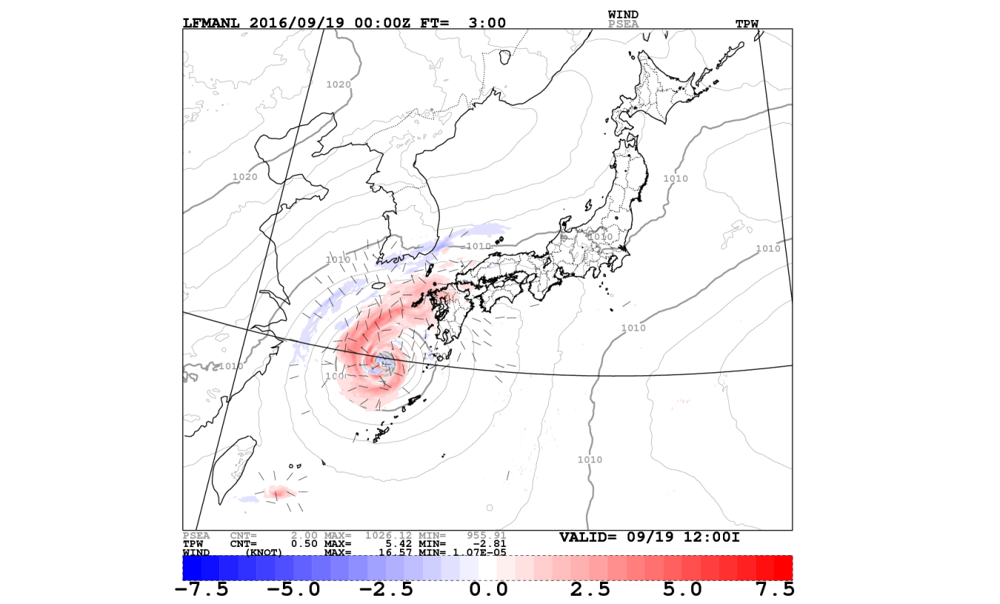 WIND
LFMANL 2016/09/19 00:00Z FT= 3:00 PSEA TPW
1020
1020
1010
1010
1010
1010
1010
1010
1010
1010
1010
PSEA CNT= 2.00 MAX= 1026.12 MIN= 955.91
TPW CNT= 0.50 MAX= 5.42 MIN= −2.81
WIND (KNOT) MAX= 16.57 MIN= 1.07E−05
VALID= 09/19 12:00I
−7.5 −5.0 −2.5 0.0 2.5 5.0 7.5